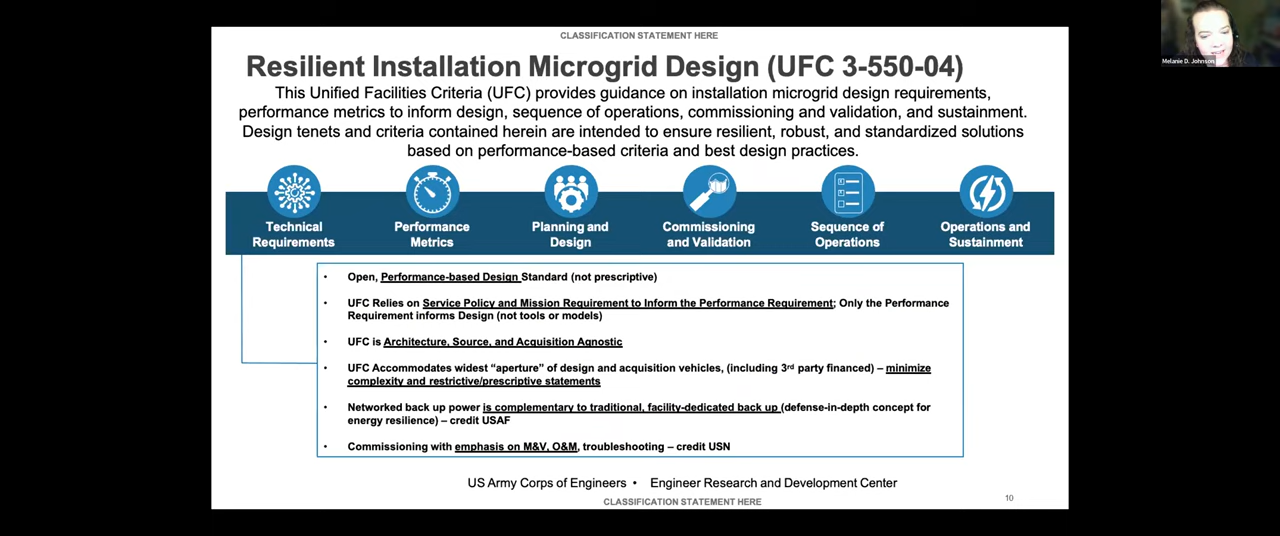 CLASSIFICATION STATEMENT HERE
Melanie D. Johnson
Resilient Installation Microgrid Design (UFC 3-550-04)
This Unified Facilities Criteria (UFC) provides guidance on installation microgrid design requirements,
performance metrics to inform design, sequence of operations, commissioning and validation, and sustainment.
Design tenets and criteria contained herein are intended to ensure resilient, robust, and standardized solutions
based on performance-based criteria and best design practices.
Technical
Requirements
Performance
Metrics
Planning and
Design
Commissioning
and Validation
Sequence of
Operations
Operations and
Sustainment
• Open, Performance-based Design Standard (not prescriptive)
• UFC Relies on Service Policy and Mission Requirement to Inform the Performance Requirement; Only the Performance
Requirement informs Design (not tools or models)
• UFC is Architecture, Source, and Acquisition Agnostic
• UFC Accommodates widest “aperture” of design and acquisition vehicles, (including 3rd party financed) – minimize
complexity and restrictive/prescriptive statements
• Networked back up power is complementary to traditional, facility-dedicated back up (defense-in-depth concept for
energy resilience) – credit USAF
• Commissioning with emphasis on M&V, O&M, troubleshooting – credit USN
US Army Corps of Engineers • Engineer Research and Development Center
CLASSIFICATION STATEMENT HERE
10